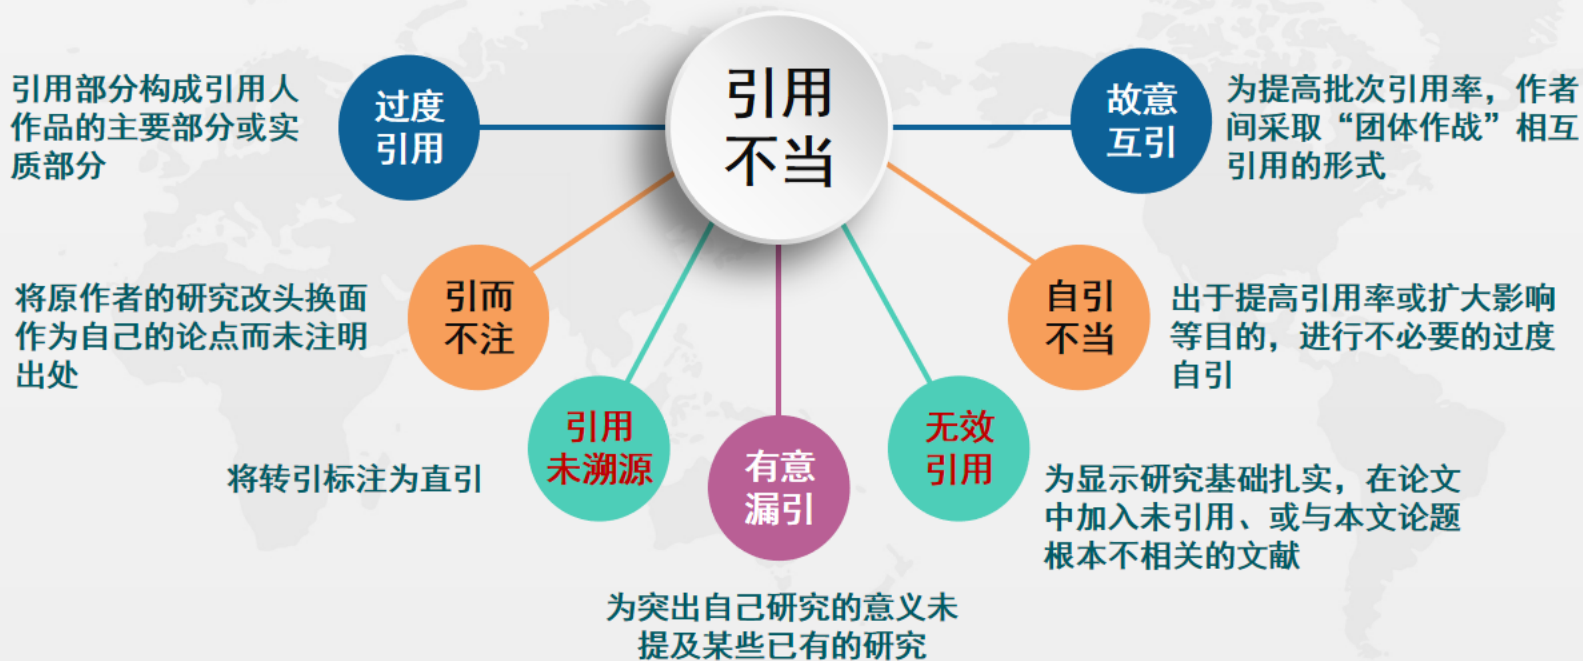 引用
不当
过度
引用
引用部分构成引用人
作品的主要部分或实
质部分
引而
不注
将原作者的研究改头换面
作为自己的论点而未注明
出处
引用
未溯源
将转引标注为直引
有意
漏引
为突出自己研究的意义未
提及某些已有的研究
无效
引用
为显示研究基础扎实，在论文
中加入未引用、或与本文论题
根本不相关的文献
自引
不当
出于提高引用率或扩大影响
等目的，进行不必要的过度
自引
故意
互引
为提高批次引用率，作者
间采取“团体作战”相互
引用的形式